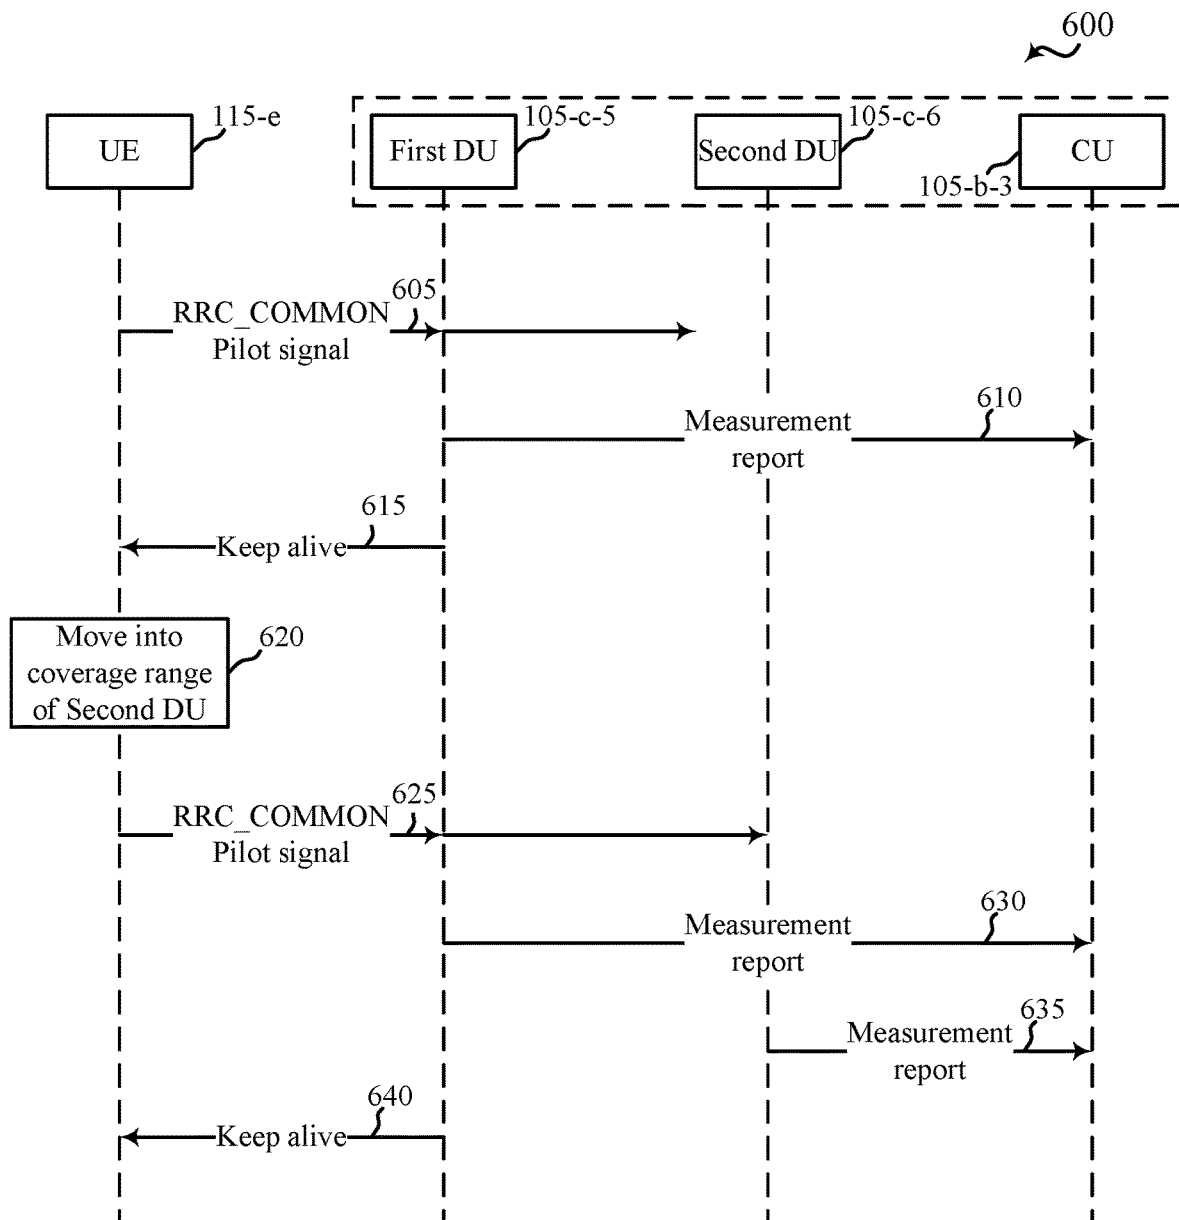 600
115-e
105-c-5
105-c-6
UE
First DU
Second DU
CU
105-b-3
605
RRC_COMMON
Pilot signal
610
Measurement
report
615
Keep alive
Move into
coverage range
of Second DU
620
625
RRC_COMMON
Pilot signal
630
Measurement
report
635
Measurement
report
640
Keep alive